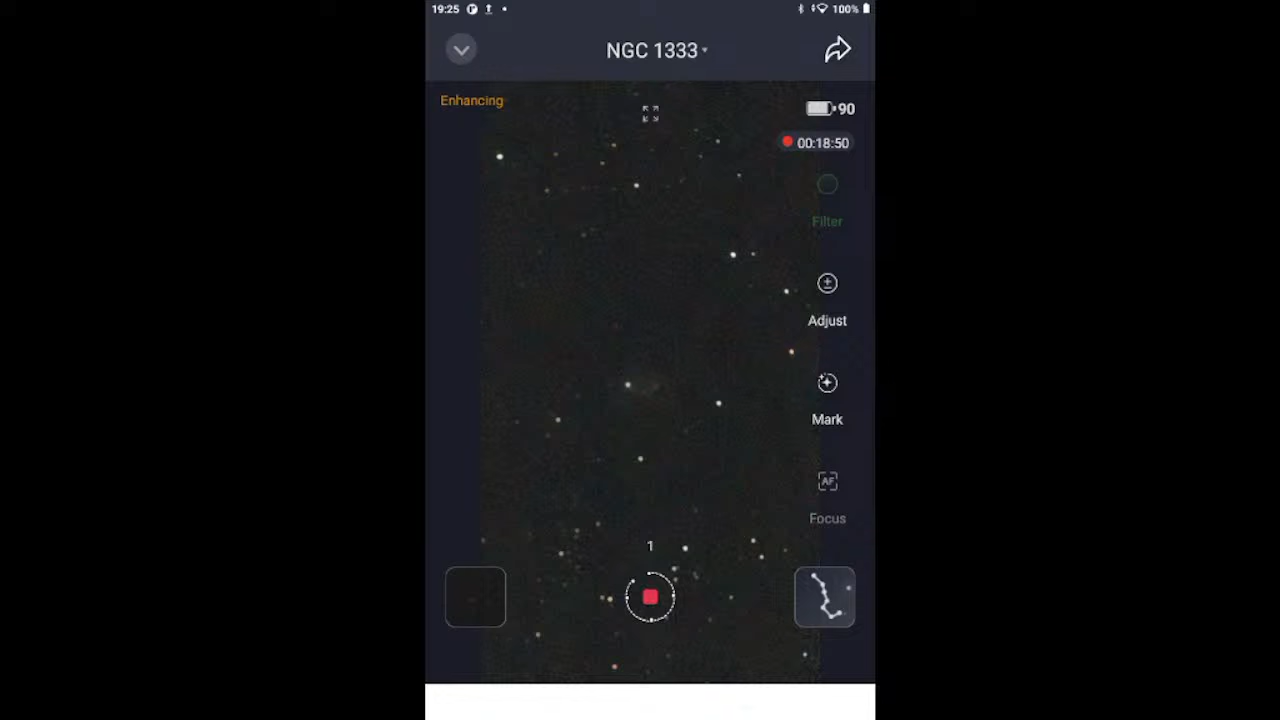 19:25
100%
NGC 1333
Enhancing
90
00:18:50
Filter
Adjust
Mark
AF
Focus
1